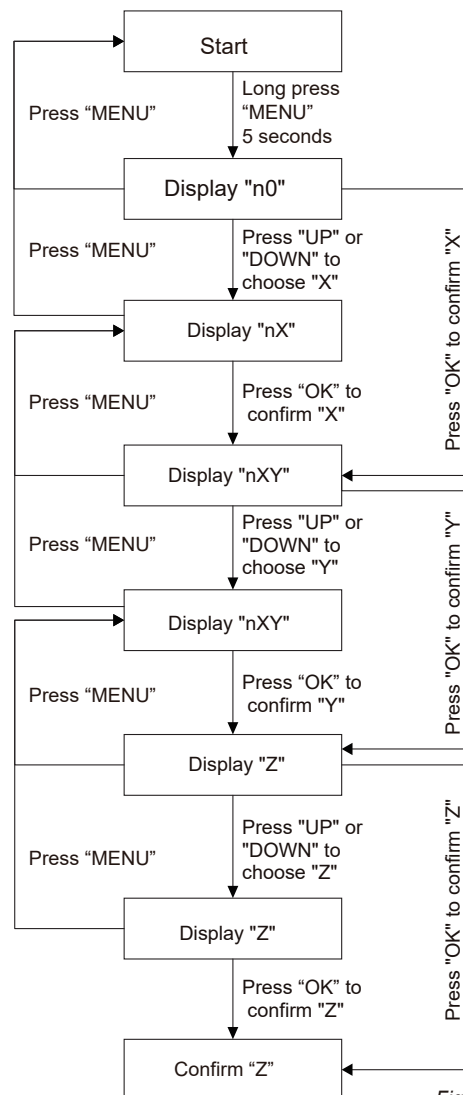 Start
Press “MENU”
Long press
“MENU”
5 seconds
Display "n0"
Press “MENU”
Press "UP" or
"DOWN" to
choose "X"
Press "OK" to confirm "X"
Display "nX"
Press “MENU”
Press “OK” to
confirm "X"
Display "nXY"
Press “MENU”
Press "UP" or
"DOWN" to
choose "Y"
Press "OK" to confirm "Y"
Display "nXY"
Press “MENU”
Press “OK” to
confirm "Y"
Display "Z"
Press “MENU”
Press "UP" or
"DOWN" to
choose "Z"
Press "OK" to confirm "Z"
Display "Z"
Press “OK” to
confirm "Z"
Confirm “Z”